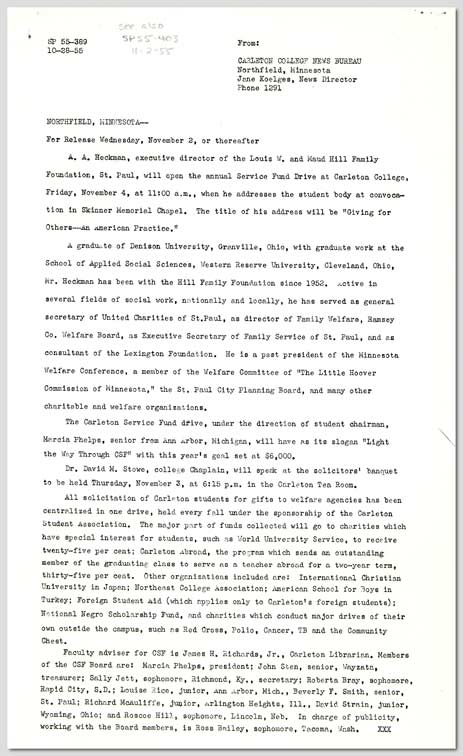 see also
SP 55-389
SP55-403
10-28-55
11-2-55
From:
CARLETON COLLEGE NEWS BUREAU
Northfield, Minnesota
Jane Koelges, News Director
Phone 1291
NORTHFIELD, MINNESOTA--
For Release Wednesday, November 2, or thereafter
A. A. Heckman, executive director of the Louis W. and Maud Hill Family
Foundation, St. Paul, will open the annual Service Fund Drive at Carleton College,
Friday, November 4, at 11:00 a.m., when he addresses the student body at convoca-
tion in Skinner Memorial Chapel. The title of his address will be "Giving for
Others--An American Practice."
A graduate of Denison University, Granville, Ohio, with graduate work at the
School of Applied Social Sciences, Western Reserve University, Cleveland, Ohio,
Mr. Heckman has been with the Hill Family Foundation since 1953. Active in
several fields of social work, nationally and locally, he has served as general
secretary of United Charities of St.Paul, as director of Family Welfare, Ramsey
Co. Welfare Board, as Executive Secretary of Family Service of St. Paul, and as
consultant of the Lexington Foundation. He is a past president of the Minnesota
Welfare Conference, a member of the Welfare Committee of "The Little Hoover
Commission of Minnesota," the St. Paul City Planning Board, and many other
charitable and welfare organizations.
The Carleton Service Fund drive, under the direction of student chairman,
Marcia Phelps, senior from Ann Arbor, Michigan, will have as its slogan "Light
the Way Through CSF" with this year's goal set at $6,000.
Dr. David M. Stowe, college Chaplain, will speak at the solicitors' banquet
to be held Thursday, November 3, at 6:15 p.m. in the Carleton Tea Room.
All solicitation of Carleton students for gifts to welfare agencies has been
centralized in one drive, held every fall under the sponsorship of the Carleton
Student Association. The major part of funds collected will go to charities which
have special interest for students, such as World University Service, to receive
twenty-five per cent; Carleton Abroad, the program which sends an outstanding
member of the graduating class to serve as a teacher abroad for a two-year term,
thirty-five per cent. Other organizations included are: International Christian
University in Japan; Northeast College Association; American School for Boys in
Turkey; Foreign Student Aid (which applies only to Carleton's foreign students);
National Negro Scholarship Fund, and charities which conduct major drives of their
own outside the campus, such as Red Cross, Polio, Cancer, TB and the Community
Chest.
Faculty adviser for CSF is James H. Richards, Jr., Carleton Librarian. Members
of the CSF Board are: Marcia Phelps, president; John Sten, senior, Wayzata,
treasurer; Sally Jett, sophomore, Richmond, Ky., secretary; Roberta Bray, sophomore,
Rapid City, S.D.; Louise Rice, junior, Ann Arbor, Mich., Beverly F. Smith, senior,
St. Paul; Richard McAuliffe, junior, Arlington Heights, Ill., David Strain, junior,
Wyoming, Ohio; and Roscoe Hill, sophomore, Lincoln, Neb. In charge of publicity,
working with the Board members, is Ross Bailey, sophomore, Tacoma, Wash. XXX